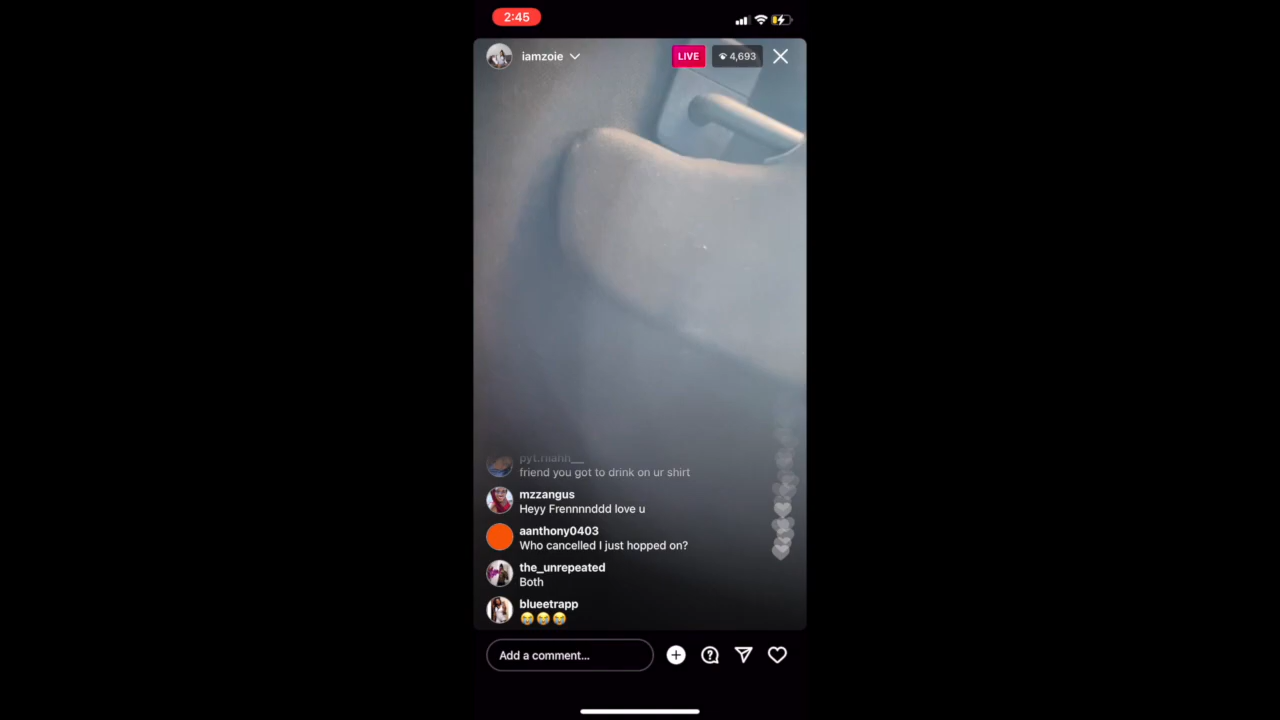 2:45
iamzoie
LIVE
4,693
friend you got to drink on ur shirt
mzzangus
Heyy Frennnnddd love u
aanthony0403
Who cancelled I just hopped on?
the_unrepeated
Both
blueetrapp
😭😭😭
Add a comment...